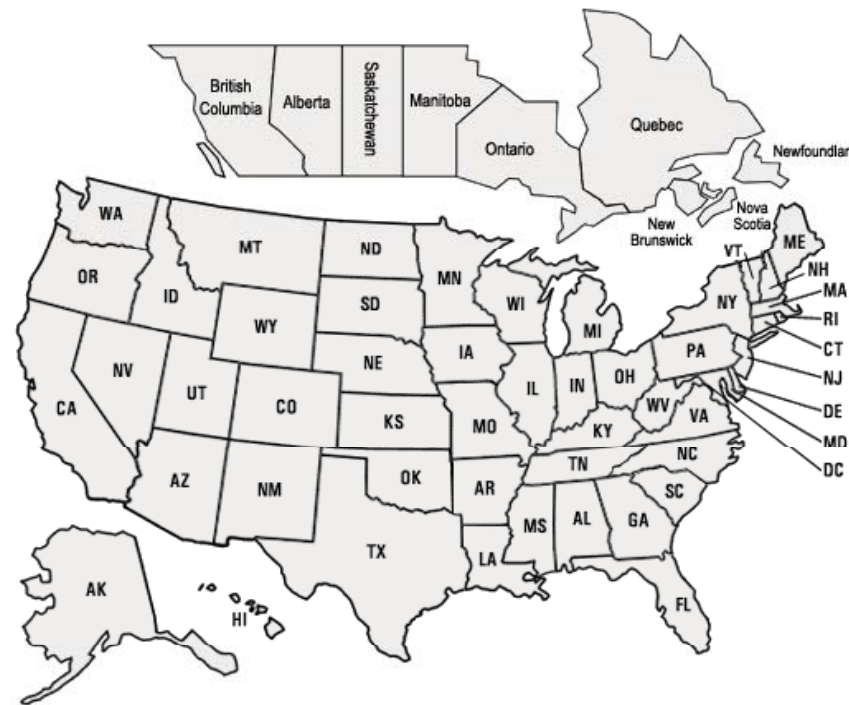 British
Columbia
Alberta
Saskatchewan
Manitoba
Ontario
Quebec
Newfoundlan
New
Brunswick
Nova
Scotia
WA
OR
CA
NV
ID
MT
WY
UT
CO
AZ
NM
ND
SD
NE
KS
OK
TX
MN
IA
MO
AR
LA
WI
IL
MI
IN
OH
KY
TN
MS
AL
GA
FL
SC
NC
VA
WV
PA
NY
VT
ME
NH
MA
RI
CT
NJ
DE
MD
DC
AK
HI